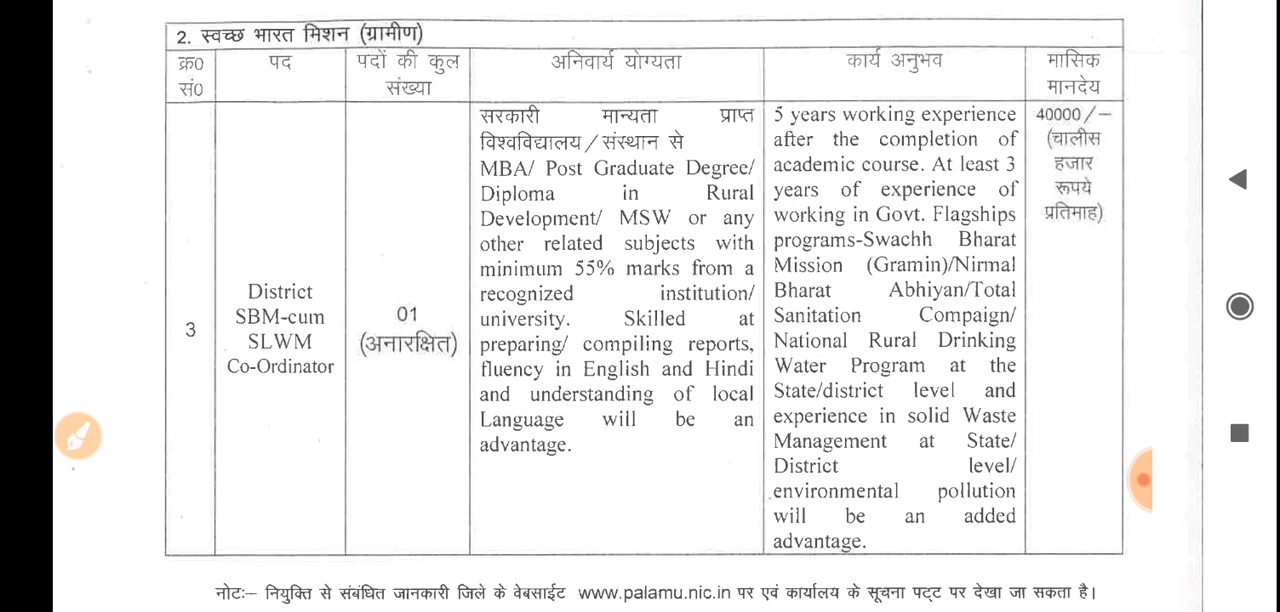 2. स्वच्छ भारत मिशन (ग्रामीण)
क्र0
सं0
पद
पदों की कुल
संख्या
अनिवार्य योग्यता
कार्य अनुभव
मासिक
मानदेय
3
District
SBM-cum
SLWM
Co-Ordinator
01
(अनारक्षित)
सरकारी मान्यता प्राप्त
विश्वविद्यालय/संस्थान से
MBA/ Post Graduate Degree/
Diploma in Rural
Development/ MSW or any
other related subjects with
minimum 55% marks from a
recognized institution/
university. Skilled at
preparing/ compiling reports,
fluency in English and Hindi
and understanding of local
Language will be an
advantage.
5 years working experience
after the completion of
academic course. At least 3
years of experience of
working in Govt. Flagships
programs-Swachh Bharat
Mission (Gramin)/Nirmal
Bharat Abhiyan/Total
Sanitation Compaign/
National Rural Drinking
Water Program at the
State/district level and
experience in solid Waste
Management at State/
District level/
environmental pollution
will be an added
advantage.
40000/-
(चालीस
हजार
रूपये
प्रतिमाह)
नोटः– नियुक्ति से संबंधित जानकारी जिले के वेबसाईट www.palamu.nic.in पर एवं कार्यालय के सूचना पट्ट पर देखा जा सकता है।